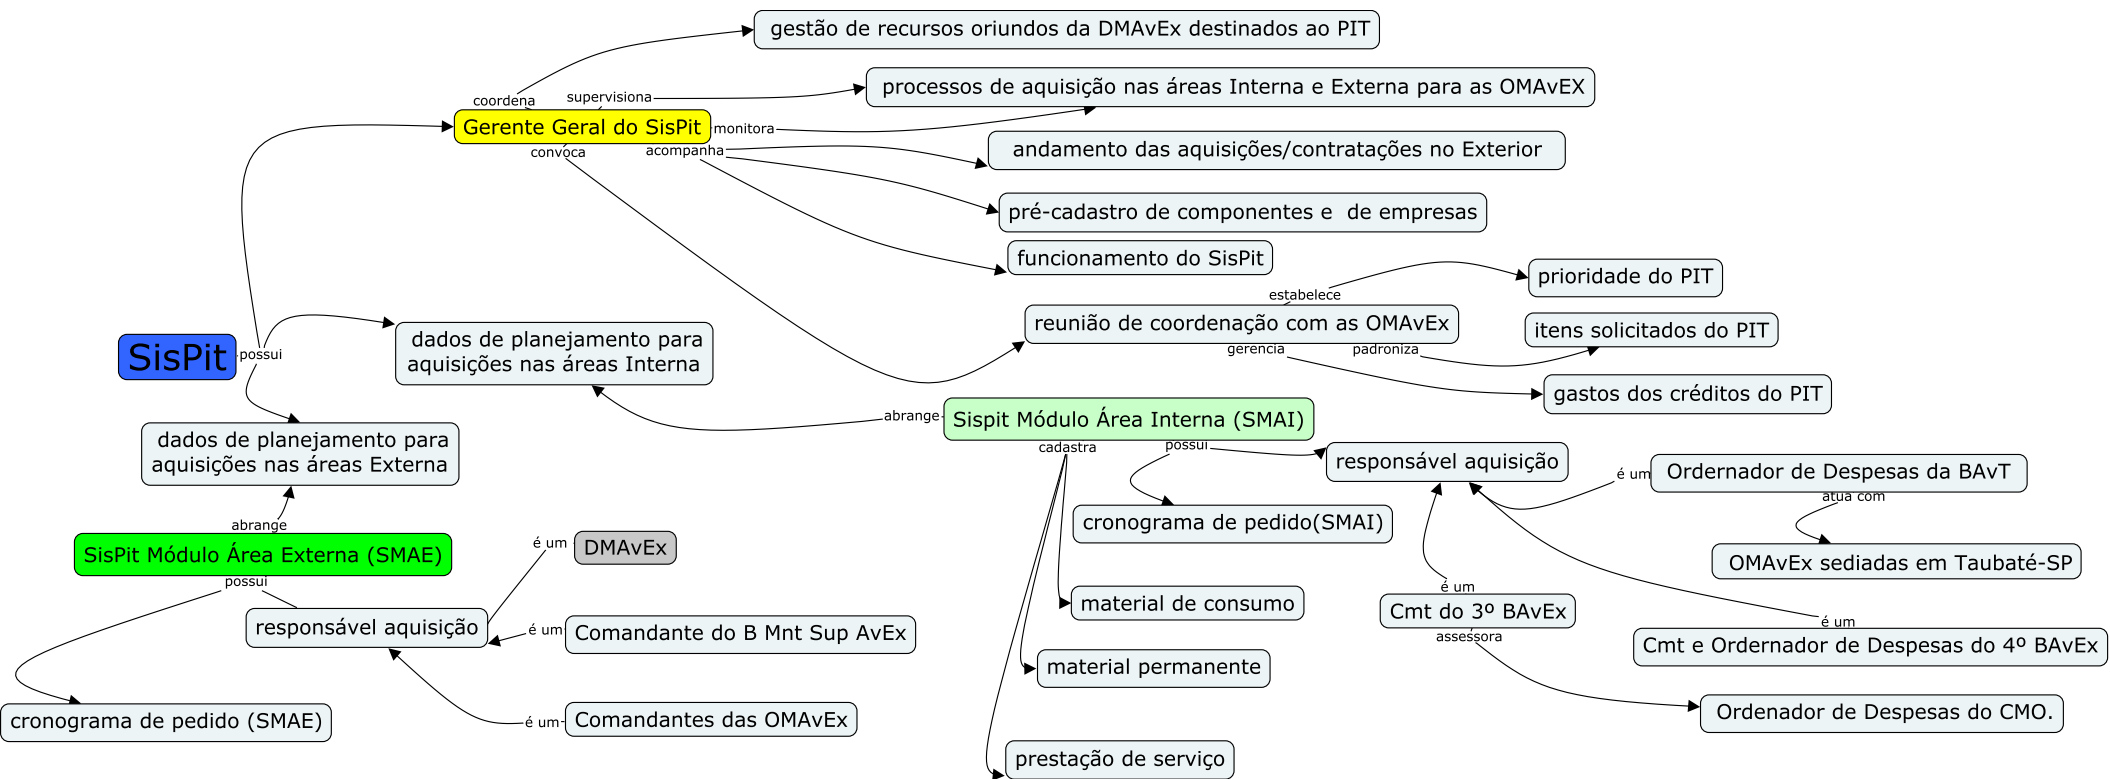 gestão de recursos oriundos da DMAvEx destinados ao PIT
processos de aquisição nas áreas Interna e Externa para as OMAvEX
coordena
supervisiona
Gerente Geral do SisPit
monitora
convoca
acompanha
andamento das aquisições/contratações no Exterior
pré-cadastro de componentes e de empresas
funcionamento do SisPit
prioridade do PIT
estabelece
reunião de coordenação com as OMAvEx
itens solicitados do PIT
gerencia
padroniza
gastos dos créditos do PIT
SisPit
possui
dados de planejamento para
aquisições nas áreas Interna
abrange
Sispit Módulo Área Interna (SMAI)
cadastra
possui
responsável aquisição
é um
Ordernador de Despesas da BAvT
atua com
OMAvEx sediadas em Taubaté-SP
cronograma de pedido(SMAI)
dados de planejamento para
aquisições nas áreas Externa
abrange
SisPit Módulo Área Externa (SMAE)
possui
é um
DMAvEx
responsável aquisição
é um
Comandante do B Mnt Sup AvEx
é um
Comandantes das OMAvEx
cronograma de pedido (SMAE)
material de consumo
material permanente
prestação de serviço
é um
Cmt do 3º BAvEx
assessora
é um
Cmt e Ordernador de Despesas do 4º BAvEx
Ordenador de Despesas do CMO.